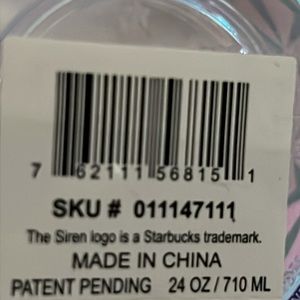 7 62111 56815 1
SKU # 011147111
The Siren logo is a Starbucks trademark.
MADE IN CHINA
PATENT PENDING 24 OZ / 710 ML